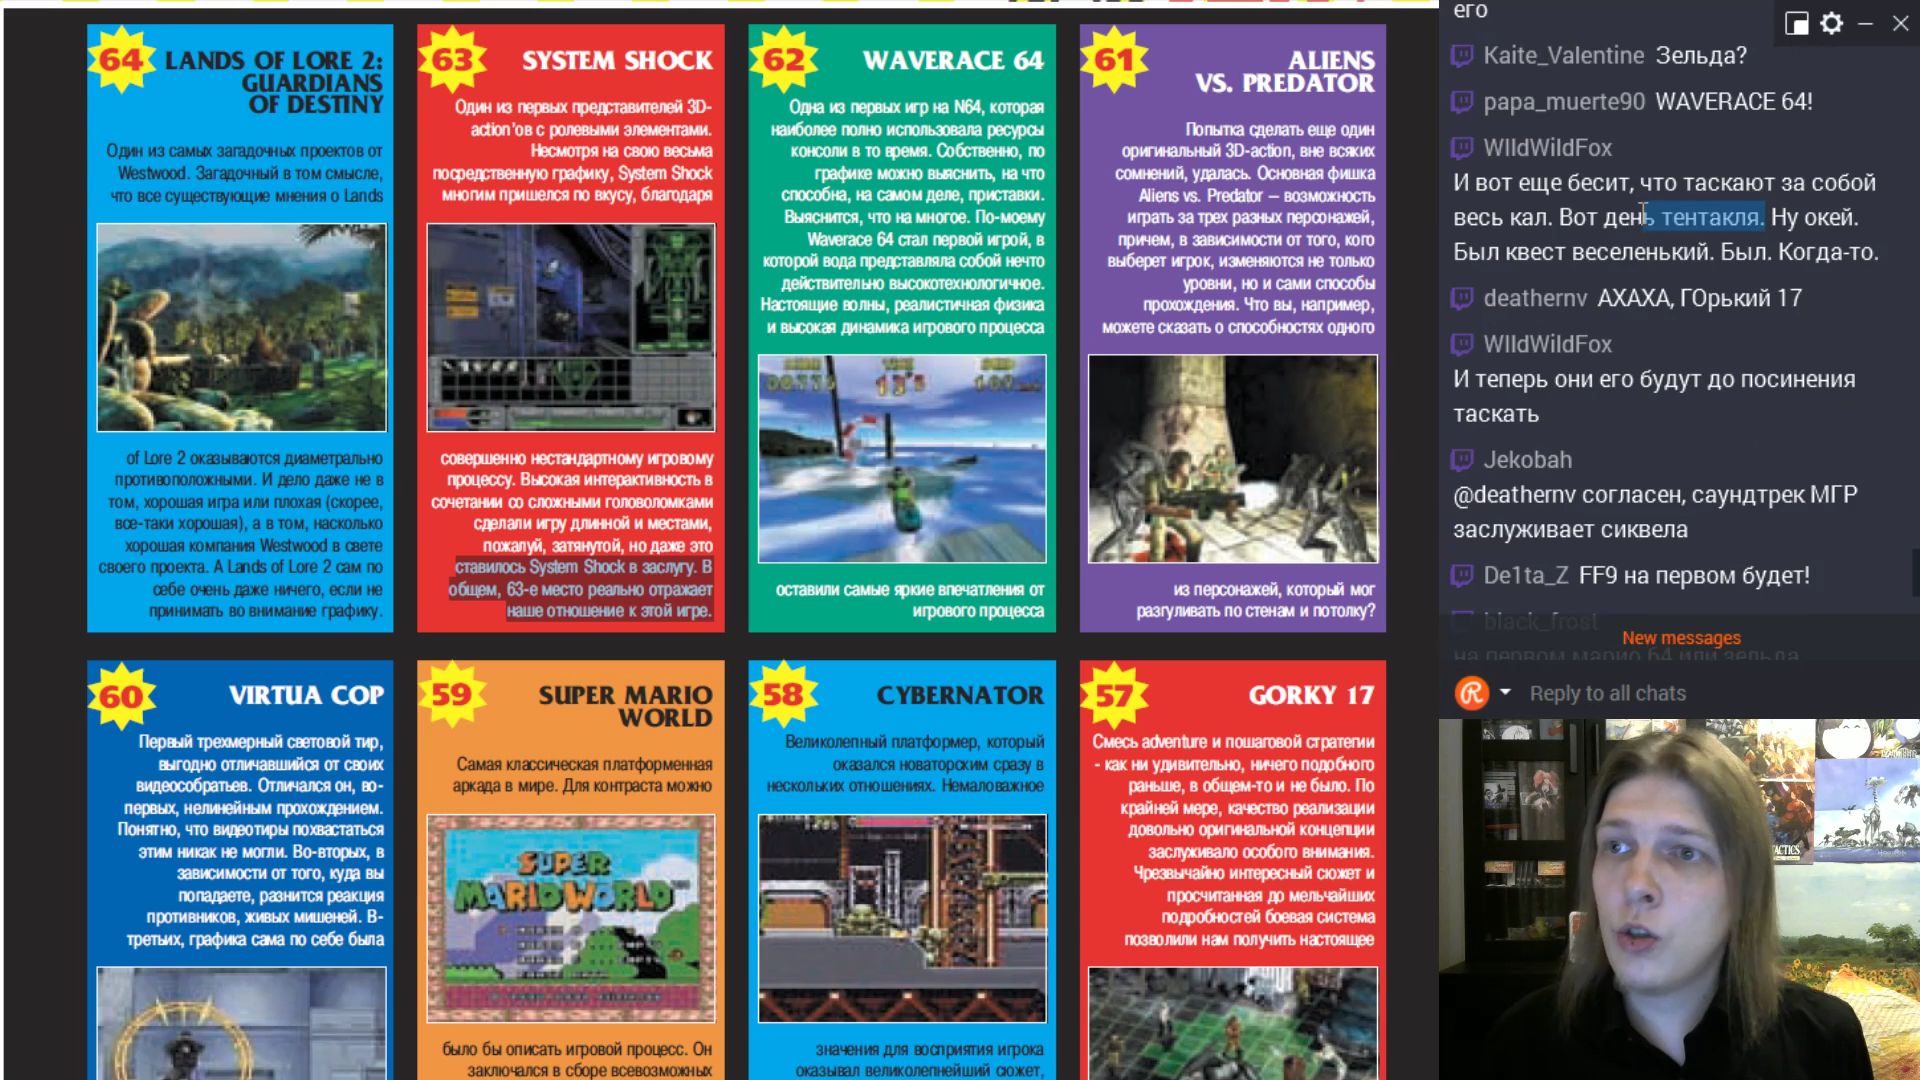 64
LANDS OF LORE 2:
GUARDIANS
OF DESTINY
Один из самых загадочных проектов от
Westwood. Загадочный в том смысле,
что все существующие мнения о Lands
of Lore 2 оказываются диаметрально
противоположными. И дело даже не в
том, хорошая игра или плохая (скорее,
все-таки хорошая), а в том, насколько
хорошая компания Westwood в свете
своего проекта. А Lands of Lore 2 сам по
себе очень даже ничего, если не
принимать во внимание графику.
63
SYSTEM SHOCK
Один из первых представителей 3D-
action'ов с ролевыми элементами.
Несмотря на свою весьма
посредственную графику, System Shock
многим пришелся по вкусу, благодаря
совершенно нестандартному игровому
процессу. Высокая интерактивность в
сочетании со сложными головоломками
сделали игру длинной и местами,
пожалуй, затянутой, но даже это
ставилось System Shock в заслугу. В
общем, 63-е место реально отражает
наше отношение к этой игре.
62
WAVERACE 64
Одна из первых игр на N64, которая
наиболее полно использовала ресурсы
консоли в то время. Собственно, по
графике можно выяснить, на что
способна, на самом деле, приставки.
Выяснится, что на многое. По-моему
Waverace 64 стал первой игрой, в
которой вода представляла собой нечто
действительно высокотехнологичное.
Настоящие волны, реалистичная физика
и высокая динамика игрового процесса
оставили самые яркие впечатления от
игрового процесса
61
ALIENS
VS. PREDATOR
Попытка сделать еще один
оригинальный 3D-action, вне всяких
сомнений, удалась. Основная фишка
Aliens vs. Predator – возможность
играть за трех разных персонажей,
причем, в зависимости от того, кого
выберет игрок, изменяются не только
уровни, но и сами способы
прохождения. Что вы, например,
можете сказать о способностях одного
из персонажей, который мог
разгуливать по стенам и потолку?
60
VIRTUA COP
Первый трехмерный световой тир,
выгодно отличавшийся от своих
видеособратьев. Отличался он, во-
первых, нелинейным прохождением.
Понятно, что видеотиры похвастаться
этим никак не могли. Во-вторых, в
зависимости от того, куда вы
попадаете, разнится реакция
противников, живых мишеней. В-
третьих, графика сама по себе была
59
SUPER MARIO
WORLD
Самая классическая платформенная
аркада в мире. Для контраста можно
SUPER
MARIO WORLD
было бы описать игровой процесс. Он
заключался в сборе всевозможных
58
CYBERNATOR
Великолепный платформер, который
оказался новаторским сразу в
нескольких отношениях. Немаловажное
значения для восприятия игрока
оказывал великолепнейший сюжет,
57
GORKY 17
Смесь adventure и пошаговой стратегии
- как ни удивительно, ничего подобного
раньше, в общем-то и не было. По
крайней мере, качество реализации
довольно оригинальной концепции
заслуживало особого внимания.
Чрезвычайно интересный сюжет и
просчитанная до мельчайших
подробностей боевая система
позволили нам получить настоящее
его
Kaite_Valentine Зельда?
papa_muerte90 WAVERACE 64!
WIldWildFox
И вот еще бесит, что таскают за собой
весь кал. Вот день тентакля. Ну окей.
Был квест веселенький. Был. Когда-то.
deathernv АХАХА, ГОрький 17
WIldWildFox
И теперь они его будут до посинения
таскать
Jekobah
@deathernv согласен, саундтрек МГР
заслуживает сиквела
De1ta_Z FF9 на первом будет!
black_frost
New messages
на первом марио 64 или зельда
Reply to all chats
TACTICS